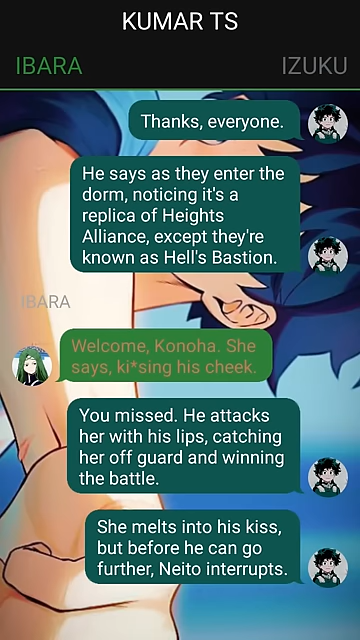 KUMAR TS
IBARA
IZUKU
Thanks, everyone.
He says as they enter the
dorm, noticing it's a
replica of Heights
Alliance, except they're
known as Hell's Bastion.
IBARA
Welcome, Konoha. She
says, ki*sing his cheek.
You missed. He attacks
her with his lips, catching
her off guard and winning
the battle.
She melts into his kiss,
but before he can go
further, Neito interrupts.